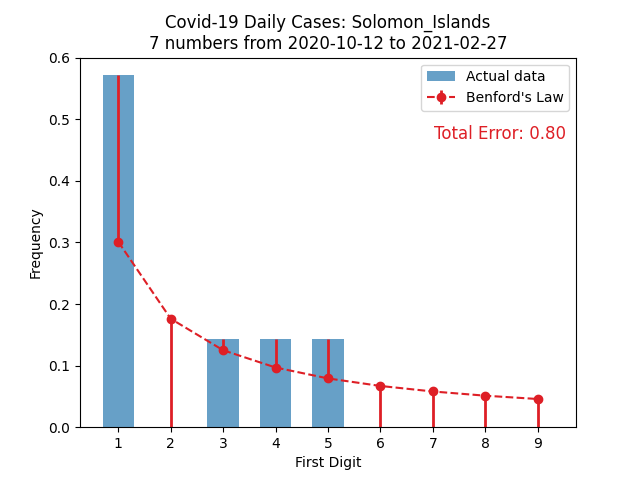 Covid-19 Daily Cases: Solomon_Islands
7 numbers from 2020-10-12 to 2021-02-27
Actual data
Benford's Law
Total Error: 0.80
Frequency
0.6
0.5
0.4
0.3
0.2
0.1
0.0
1 2 3 4 5 6 7 8 9
First Digit